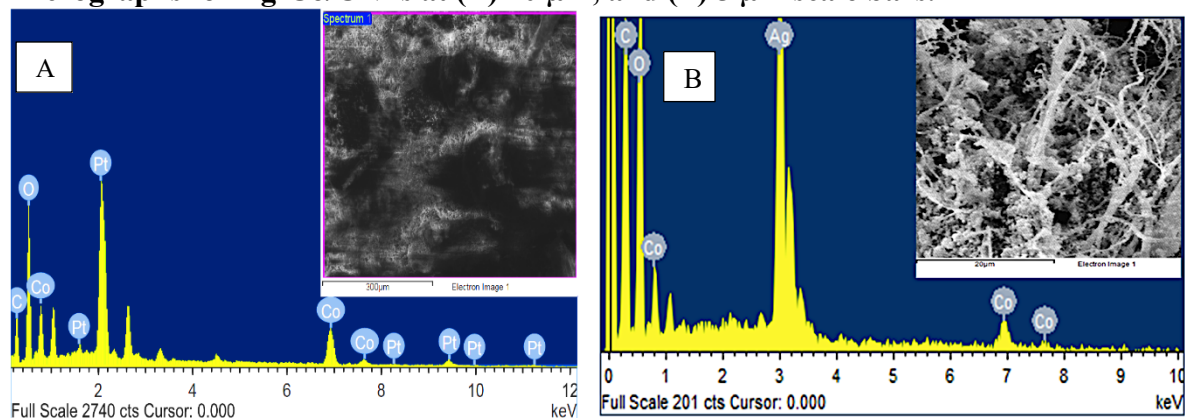 A
Spectrum 1
300µm Electron Image 1
C
O
Co
Pt
Pt
Co
Co
Pt
Pt
Pt
Pt
2 4 6 8 10 12
Full Scale 2740 cts Cursor: 0.000 keV
B
20µm Electron Image 1
C
O
Co
Ag
Co
Co
0 1 2 3 4 5 6 7 8 9 10
Full Scale 201 cts Cursor: 0.000 keV